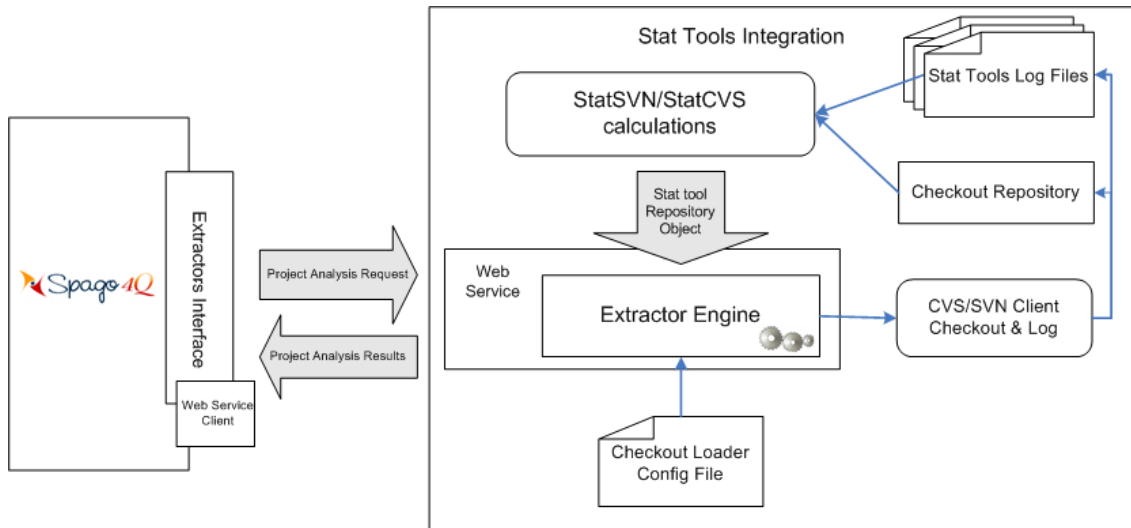 Stat Tools Integration
Stat Tools Log Files
StatSVN/StatCVS
calculations
Checkout Repository
Stat tool
Repository
Object
Extractors Interface
Spago4Q
Project Analysis Request
Web
Service
Extractor Engine
CVS/SVN Client
Checkout & Log
Project Analysis Results
Web Service
Client
Checkout Loader
Config File